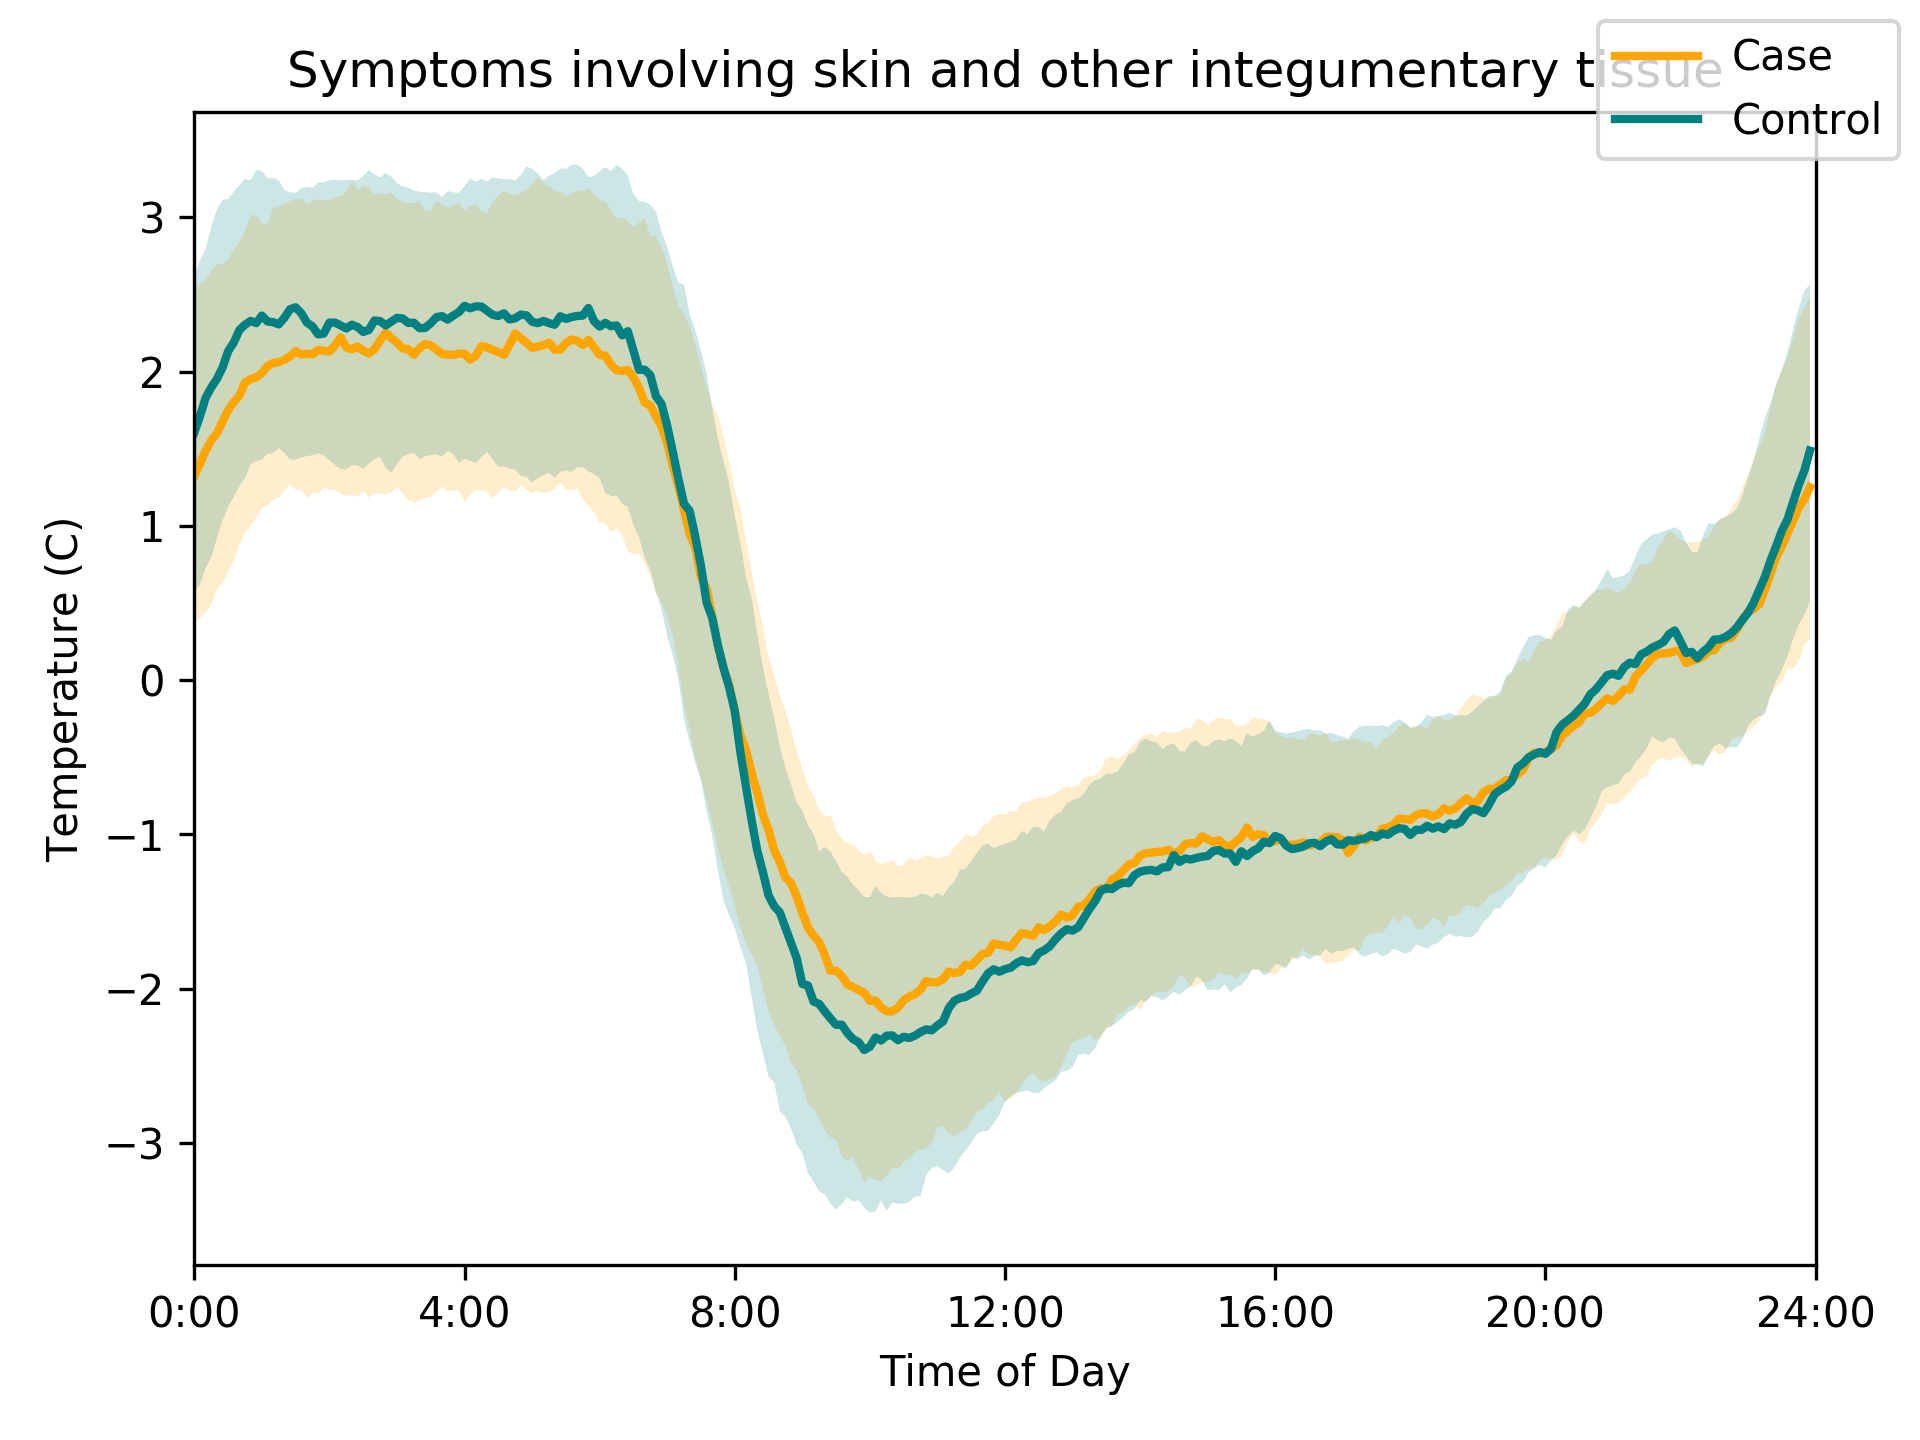 Symptoms involving skin and other integumentary tissue
Case
Control
Temperature (C)
3
2
1
0
−1
−2
−3
0:00 4:00 8:00 12:00 16:00 20:00 24:00
Time of Day